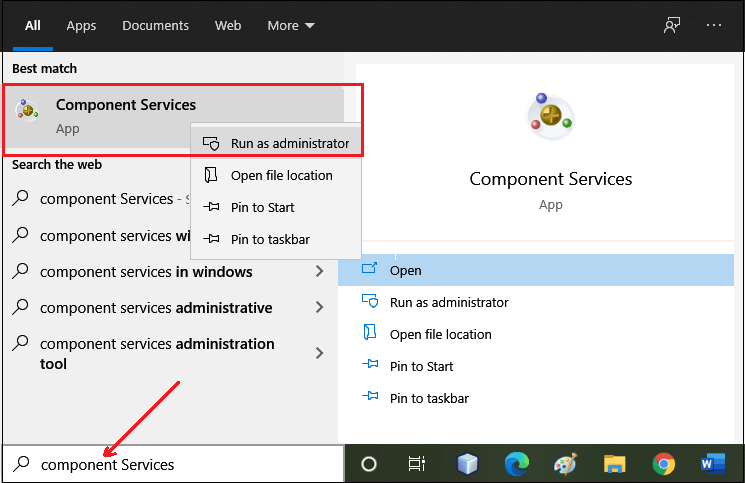 All Apps Documents Web More
Best match
Component Services
App
Run as administrator
Open file location
Pin to Start
Pin to taskbar
Search the web
component Services - S
component services wi
component services in windows
component services administrative
component services administration
tool
component Services
Component Services
App
Open
Run as administrator
Open file location
Pin to Start
Pin to taskbar